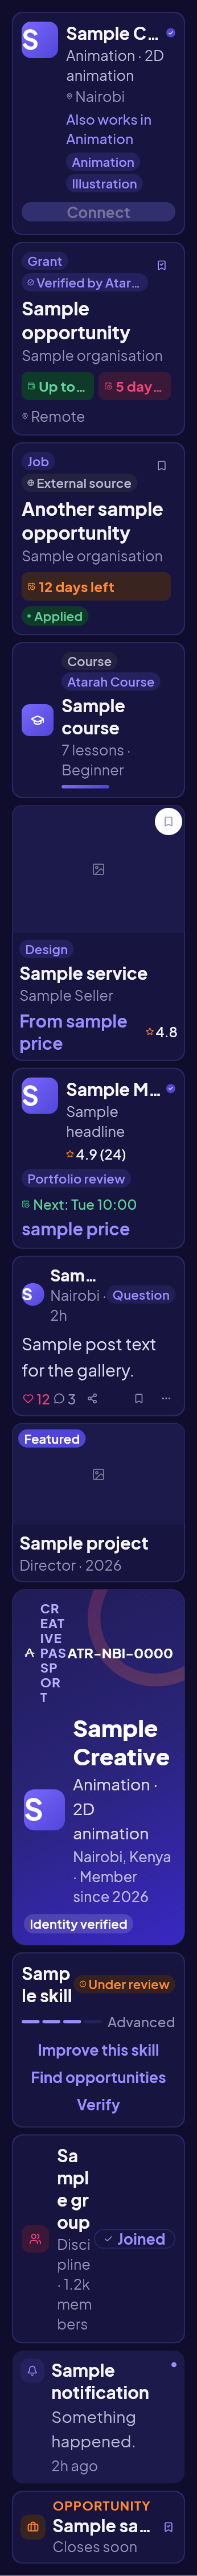 S
Sample C...
Animation · 2D
animation
Nairobi
Also works in
Animation
Animation
Illustration
Connect
Grant
Verified by Atar...
Sample
opportunity
Sample organisation
Up to...
5 day...
Remote
Job
External source
Another sample
opportunity
Sample organisation
12 days left
Applied
Course
Atarah Course
Sample
course
7 lessons ·
Beginner
Design
Sample service
Sample Seller
From sample
price
4.8
S
Sample M...
Sample
headline
4.9 (24)
Portfolio review
Next: Tue 10:00
sample price
S
Sam...
Nairobi ·
2h
Question
Sample post text
for the gallery.
12
3
Featured
Sample project
Director · 2026
CR
EAT
IVE
PAS
SP
OR
T
ATR-NBI-0000
S
Sample
Creative
Animation ·
2D
animation
Nairobi, Kenya
· Member
since 2026
Identity verified
Samp
le skill
Under review
Advanced
Improve this skill
Find opportunities
Verify
Sa
mpl
e gr
oup
Disci
pline
· 1.2k
mem
bers
Joined
Sample
notification
Something
happened.
2h ago
OPPORTUNITY
Sample sa...
Closes soon